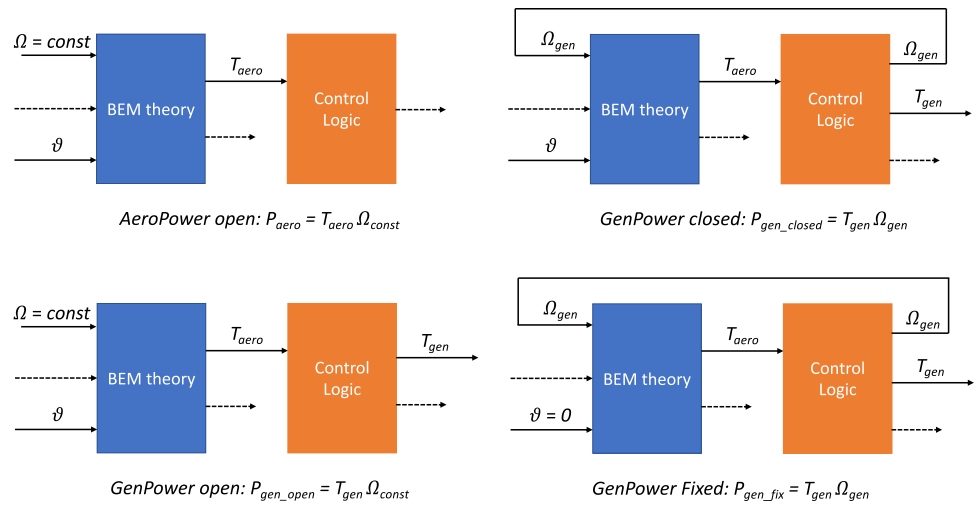 Ω = const
T_aero
BEM theory
Control
Logic
ϑ
AeroPower open: P_aero = T_aero Ω_const
Ω_gen
T_aero
Ω_gen
BEM theory
Control
Logic
T_gen
ϑ
GenPower closed: P_gen_closed = T_gen Ω_gen
Ω = const
T_aero
T_gen
BEM theory
Control
Logic
ϑ
GenPower open: P_gen_open = T_gen Ω_const
Ω_gen
T_aero
Ω_gen
BEM theory
Control
Logic
T_gen
ϑ = 0
GenPower Fixed: P_gen_fix = T_gen Ω_gen